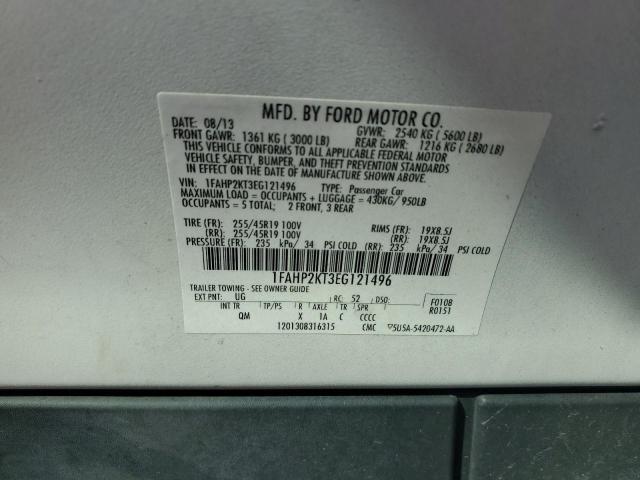 MFD. BY FORD MOTOR CO.
DATE: 08/13 GVWR: 2540 KG ( 5600 LB)
FRONT GAWR: 1361 KG ( 3000 LB) REAR GAWR: 1216 KG ( 2680 LB)
THIS VEHICLE CONFORMS TO ALL APPLICABLE FEDERAL MOTOR
VEHICLE SAFETY, BUMPER, AND THEFT PREVENTION STANDARDS
IN EFFECT ON THE DATE OF MANUFACTURE SHOWN ABOVE.
VIN: 1FAHP2KT3EG121496 TYPE: Passenger Car
MAXIMUM LOAD = OCCUPANTS + LUGGAGE = 430KG/ 950LB
OCCUPANTS = 5 TOTAL; 2 FRONT, 3 REAR
TIRE (FR): 255/45R19 100V RIMS (FR): 19X8.5J
(RR): 255/45R19 100V (RR): 19X8.5J
PRESSURE (FR): 235 kPa/ 34 PSI COLD (RR): 235 kPa/ 34 PSI COLD
1FAHP2KT3EG121496
TRAILER TOWING - SEE OWNER GUIDE
EXT PNT: UG RC: 52 DSO: F0108
INT TR TP/PS R AXLE TR SPR R0151
QM X 1A C CCCC
1201308316315 CMC 5USA-5420472-AA